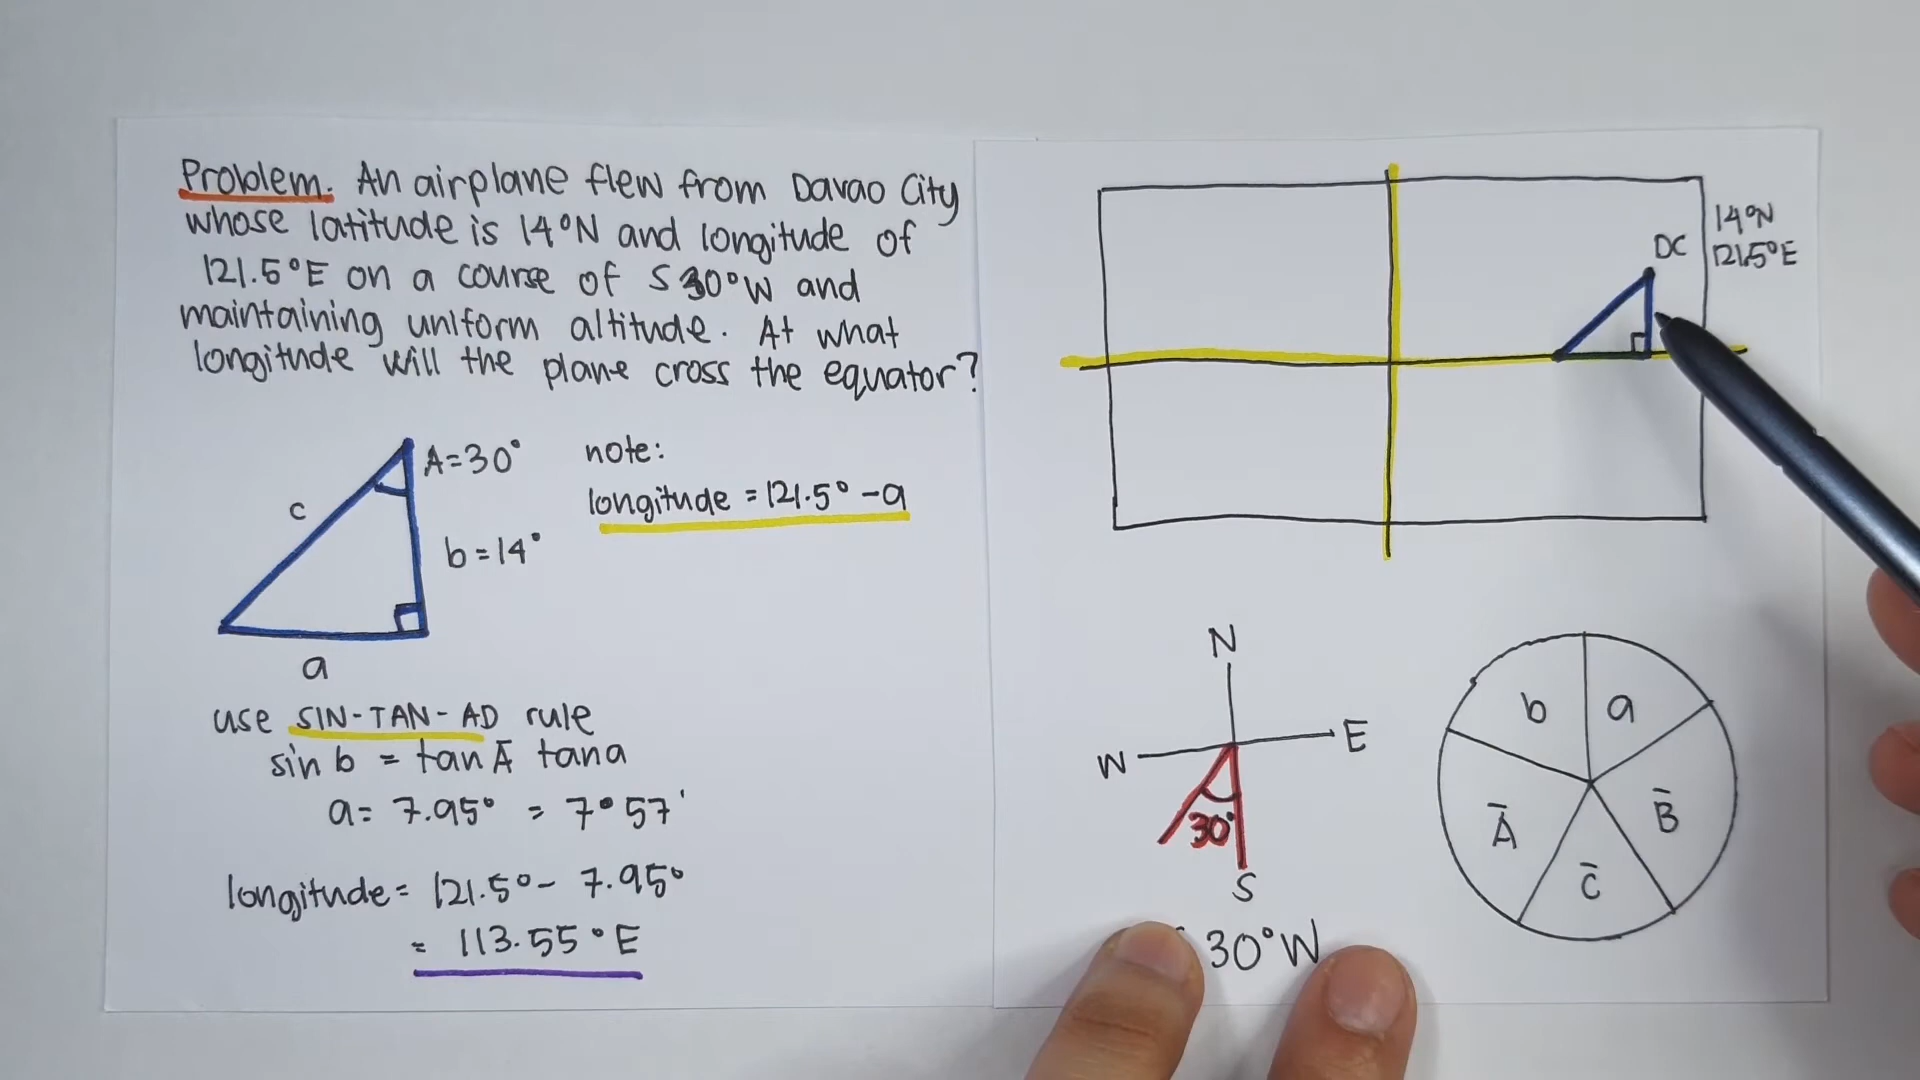 Problem. An airplane flew from Davao City
whose latitude is 14°N and longitude of
121.5°E on a course of S 30°W and
maintaining uniform altitude. At what
longitude will the plane cross the equator?
A=30°
c
b=14°
a
note:
longitude = 121.5° - a
use SIN-TAN-AD rule
sin b = tan Ā tan a
a = 7.95° = 7°57'
longitude = 121.5° - 7.95°
= 113.55°E
DC
14°N
121.5°E
N
W
E
30°
S
30°W
b
a
Ā
B̄
c̄